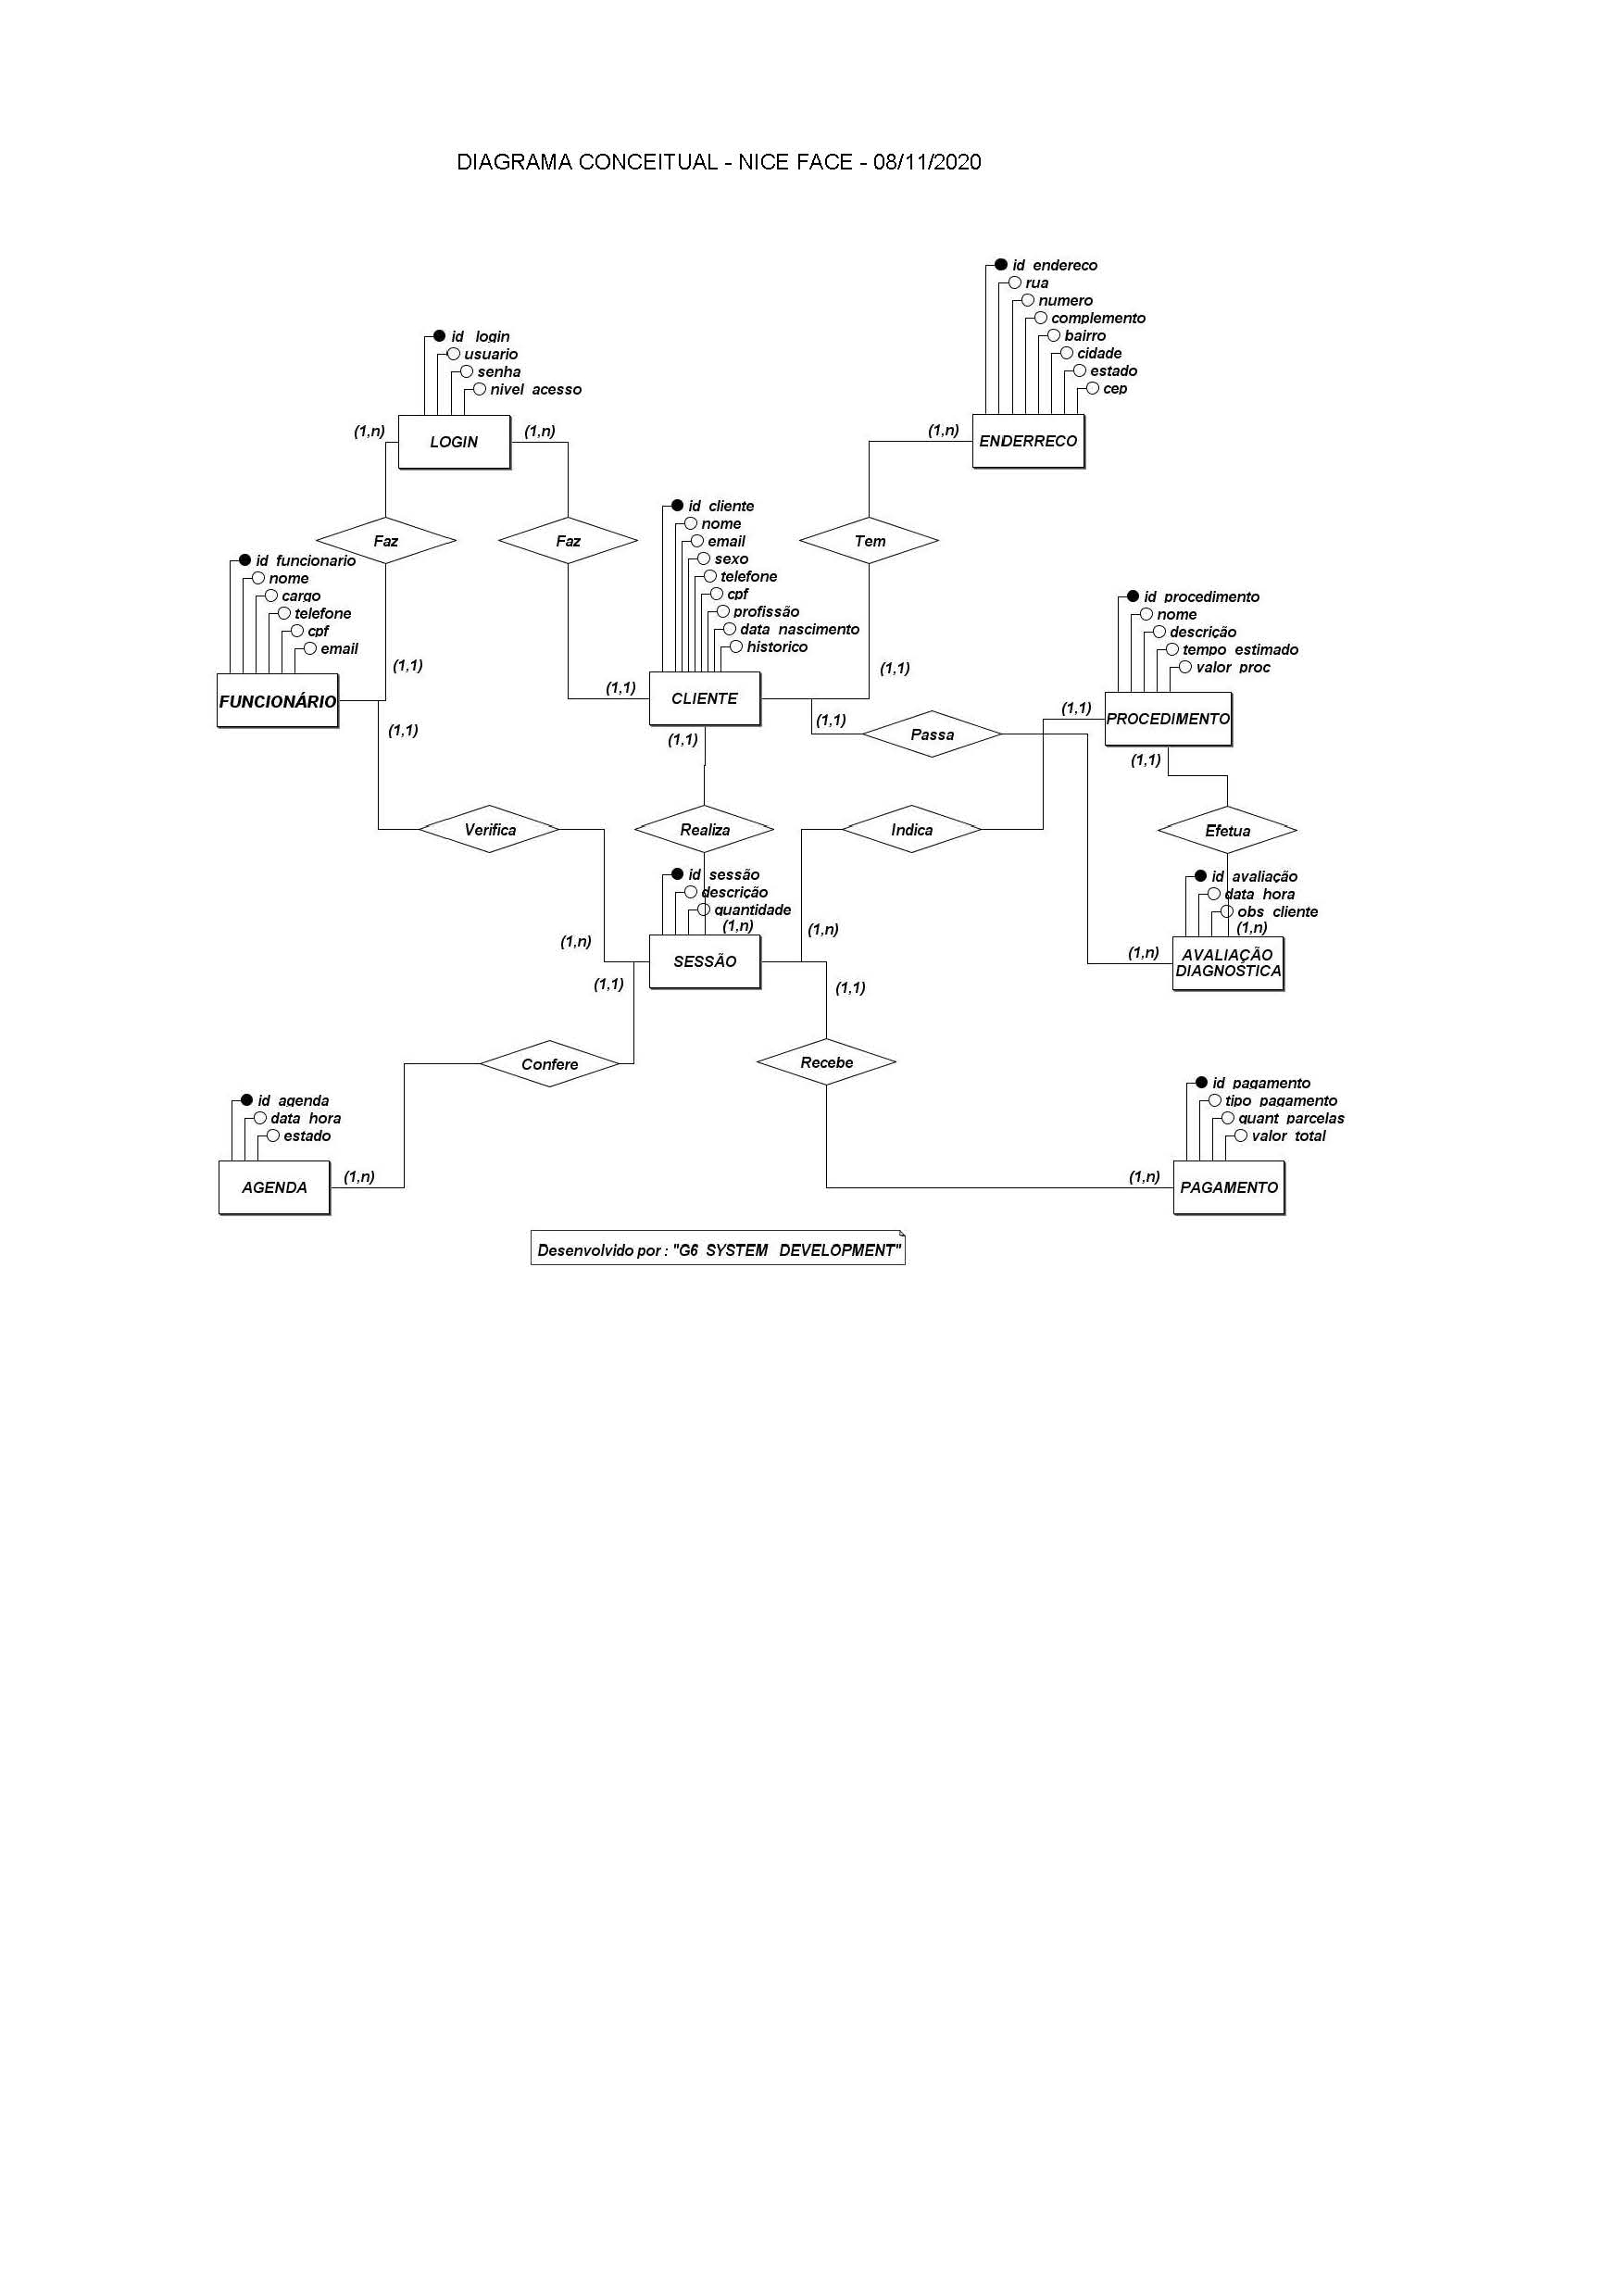 DIAGRAMA CONCEITUAL - NICE FACE - 08/11/2020
id endereco
rua
numero
complemento
bairro
cidade
estado
cep
(1,n)
ENDERRECO
id login
usuario
senha
nivel acesso
(1,n)
LOGIN
(1,n)
Faz
Faz
Tem
id cliente
nome
email
sexo
telefone
cpf
profissão
data nascimento
historico
(1,1)
CLIENTE
(1,1)
(1,1)
(1,1)
id funcionario
nome
cargo
telefone
cpf
email
(1,1)
FUNCIONÁRIO
(1,1)
id procedimento
nome
descrição
tempo estimado
valor proc
(1,1)
PROCEDIMENTO
(1,1)
Passa
Verifica
Realiza
Indica
Efetua
id sessão
descrição
quantidade
(1,n)
(1,n)
(1,n)
SESSÃO
(1,1)
(1,1)
id avaliação
data hora
obs cliente
(1,n)
(1,n)
AVALIAÇÃO
DIAGNOSTICA
Confere
Recebe
id agenda
data hora
estado
AGENDA
(1,n)
id pagamento
tipo pagamento
quant parcelas
valor total
(1,n)
PAGAMENTO
Desenvolvido por : "G6 SYSTEM DEVELOPMENT"